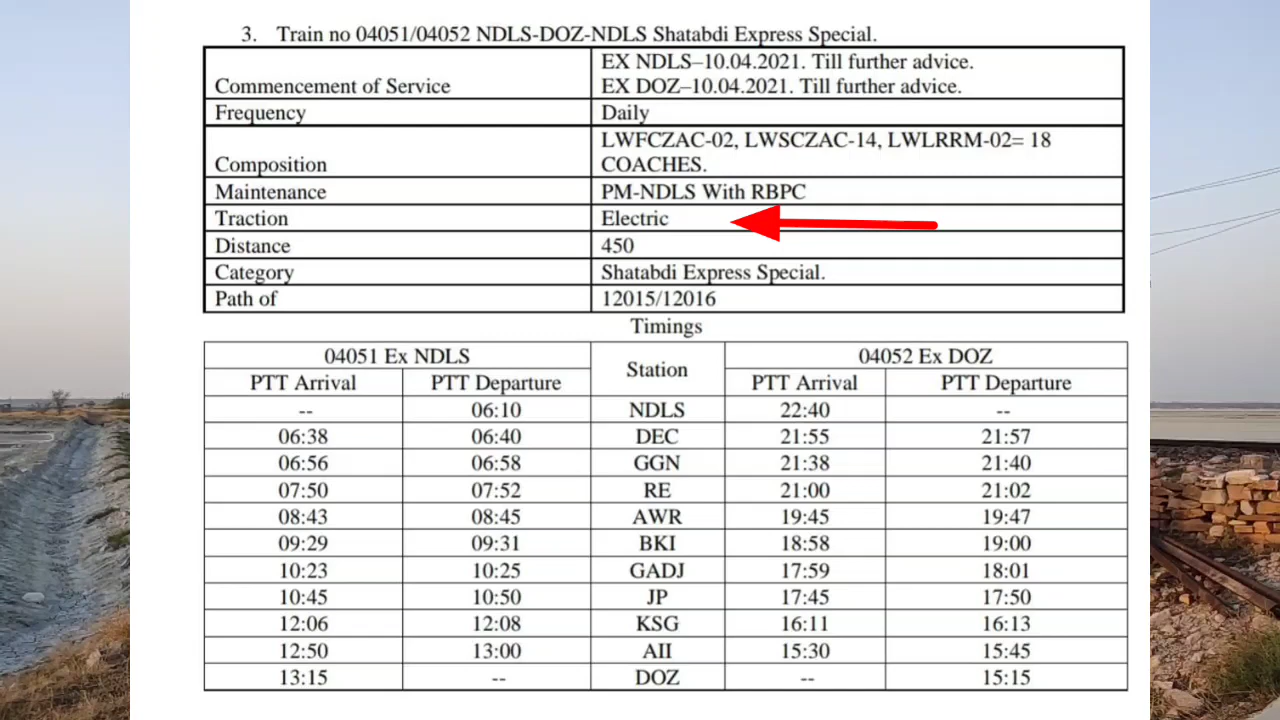 3. Train no 04051/04052 NDLS-DOZ-NDLS Shatabdi Express Special.
Commencement of Service EX NDLS–10.04.2021. Till further advice.
EX DOZ–10.04.2021. Till further advice.
Frequency Daily
Composition LWFCZAC-02, LWSCZAC-14, LWLRRM-02= 18
COACHES.
Maintenance PM-NDLS With RBPC
Traction Electric
Distance 450
Category Shatabdi Express Special.
Path of 12015/12016
Timings
04051 Ex NDLS Station 04052 Ex DOZ
PTT Arrival PTT Departure PTT Arrival PTT Departure
-- 06:10 NDLS 22:40 --
06:38 06:40 DEC 21:55 21:57
06:56 06:58 GGN 21:38 21:40
07:50 07:52 RE 21:00 21:02
08:43 08:45 AWR 19:45 19:47
09:29 09:31 BKI 18:58 19:00
10:23 10:25 GADJ 17:59 18:01
10:45 10:50 JP 17:45 17:50
12:06 12:08 KSG 16:11 16:13
12:50 13:00 AII 15:30 15:45
13:15 -- DOZ -- 15:15